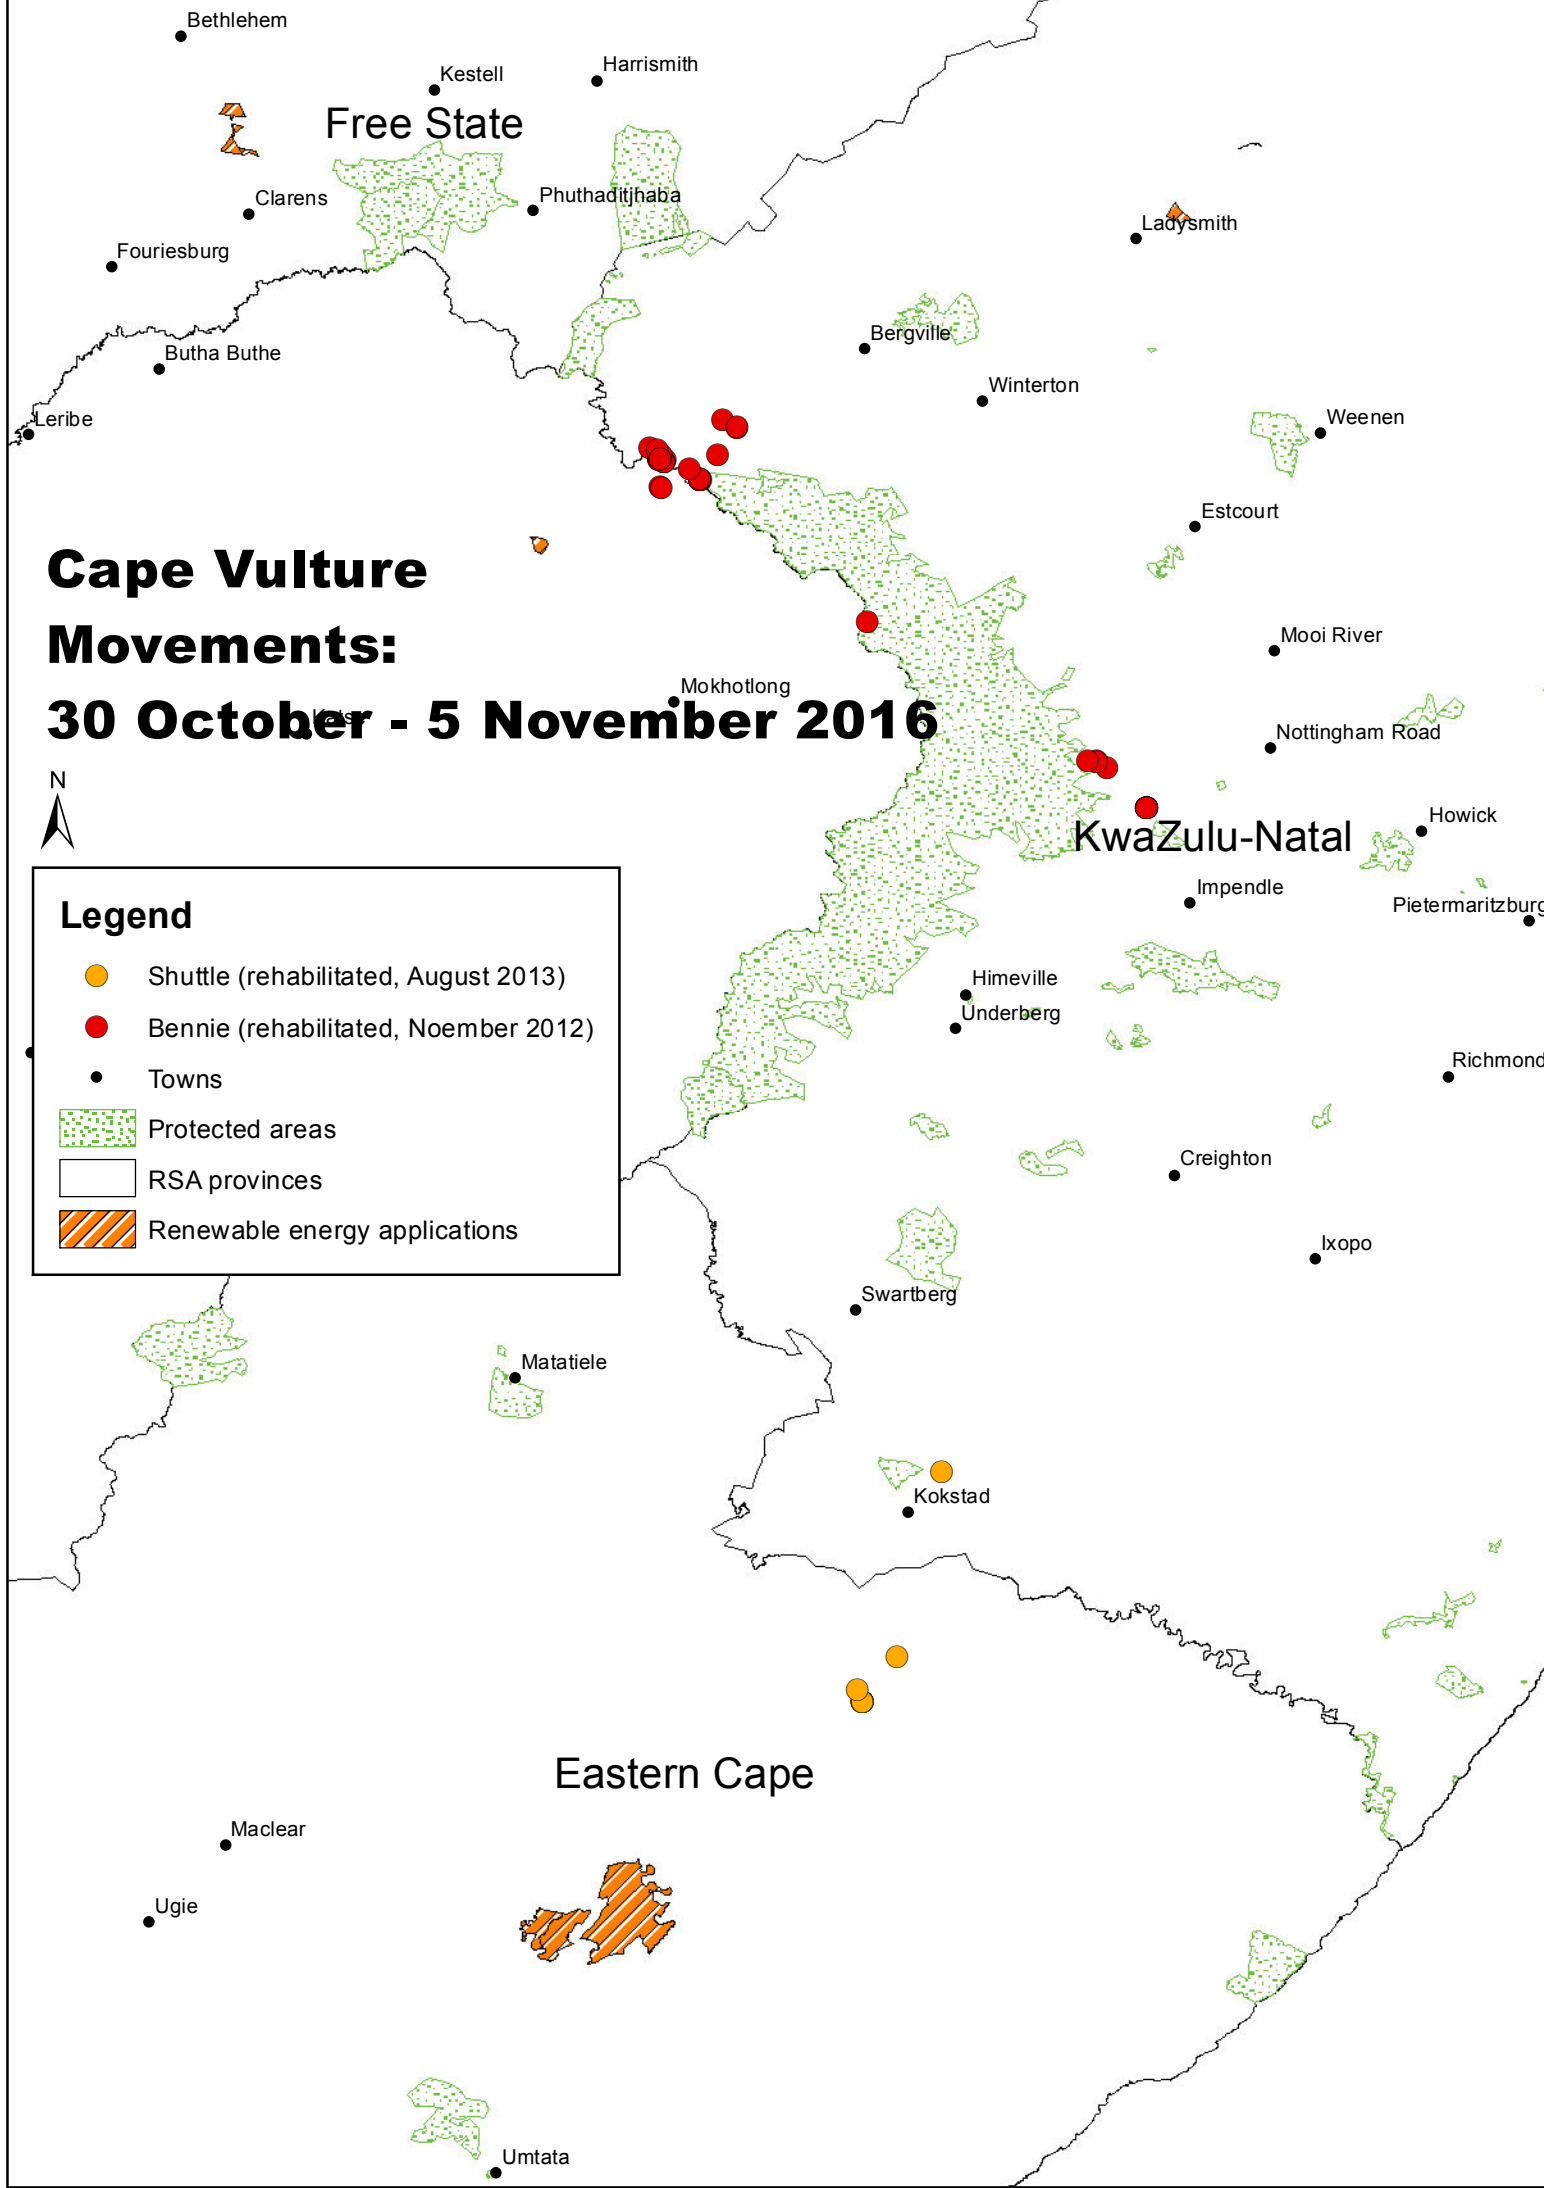 Bethlehem
Kestell
Harrismith
Free State
Clarens
Phuthaditjhaba
Ladysmith
Fouriesburg
Bergville
Butha Buthe
Winterton
Leribe
Weenen
Estcourt
Cape Vulture
Movements:
30 October - 5 November 2016
Mooi River
Mokhotlong
Nottingham Road
N
Howick
KwaZulu-Natal
Impendle
Pietermaritzburg
Legend
Shuttle (rehabilitated, August 2013)
Bennie (rehabilitated, Noember 2012)
Towns
Protected areas
RSA provinces
Renewable energy applications
Himeville
Underberg
Richmond
Creighton
Ixopo
Swartberg
Matatiele
Kokstad
Eastern Cape
Maclear
Ugie
Umtata